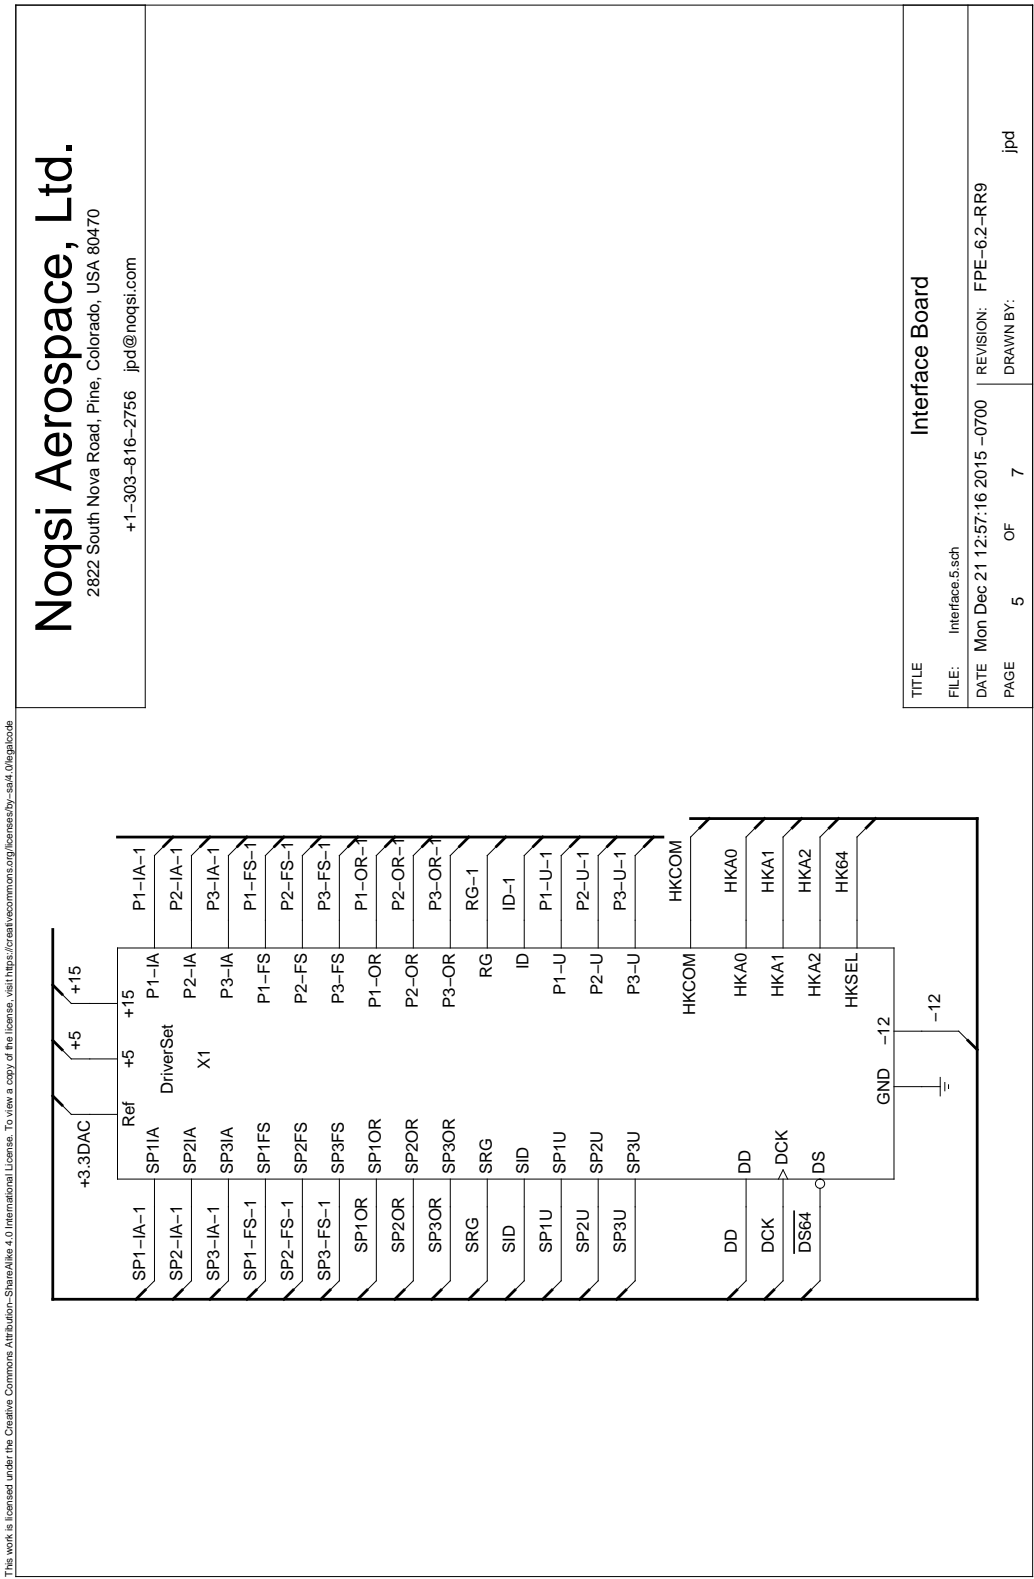 This work is licensed under the Creative Commons Attribution−ShareAlike 4.0 International License. To view a copy of the license, visit https://creativecommons.org/licenses/by−sa/4.0/legalcode
Noqsi Aerospace, Ltd.
2822 South Nova Road, Pine, Colorado, USA 80470
+1−303−816−2756 jpd@noqsi.com
+3.3DAC
+5
+15
Ref
+5
+15
DriverSet
X1
SP1−IA−1 SP1IA P1−IA P1−IA−1
SP2−IA−1 SP2IA P2−IA P2−IA−1
SP3−IA−1 SP3IA P3−IA P3−IA−1
SP1−FS−1 SP1FS P1−FS P1−FS−1
SP2−FS−1 SP2FS P2−FS P2−FS−1
SP3−FS−1 SP3FS P3−FS P3−FS−1
SP1OR SP1OR P1−OR P1−OR−1
SP2OR SP2OR P2−OR P2−OR−1
SP3OR SP3OR P3−OR P3−OR−1
SRG SRG RG RG−1
SID SID ID ID−1
SP1U SP1U P1−U P1−U−1
SP2U SP2U P2−U P2−U−1
SP3U SP3U P3−U P3−U−1
HKCOM HKCOM
DD DD HKA0 HKA0
DCK DCK HKA1 HKA1
DS64 DS HKA2 HKA2
HKSEL HK64
GND −12
−12
TITLE
Interface Board
FILE: Interface.5.sch
DATE Mon Dec 21 12:57:16 2015 −0700 REVISION: FPE−6.2−RR9
PAGE 5 OF 7 DRAWN BY: jpd